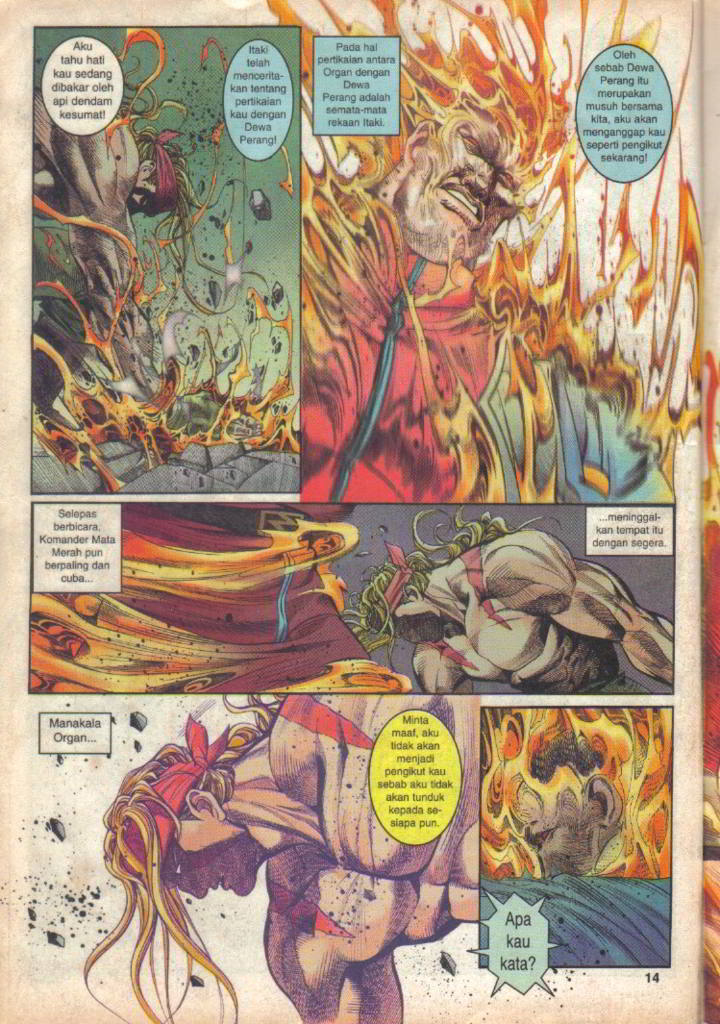 Aku
tahu hati
kau sedang
dibakar oleh
api dendam
kesumat!
Itaki
telah
mencerita-
kan tentang
pertikaian
kau dengan
Dewa
Perang!
Pada hal
pertikaian antara
Organ dengan
Dewa
Perang adalah
semata-mata
rekaan Itaki.
Oleh
sebab Dewa
Perang itu
merupakan
musuh bersama
kita, aku akan
menganggap kau
seperti pengikut
sekarang!
Selepas
berbicara,
Komander Mata
Merah pun
berpaling dan
cuba...
...meninggal-
kan tempat itu
dengan segera.
Manakala
Organ...
Minta
maaf, aku
tidak akan
menjadi
pengikut kau
sebab aku tidak
akan tunduk
kepada se-
siapa pun.
Apa
kau
kata?
14